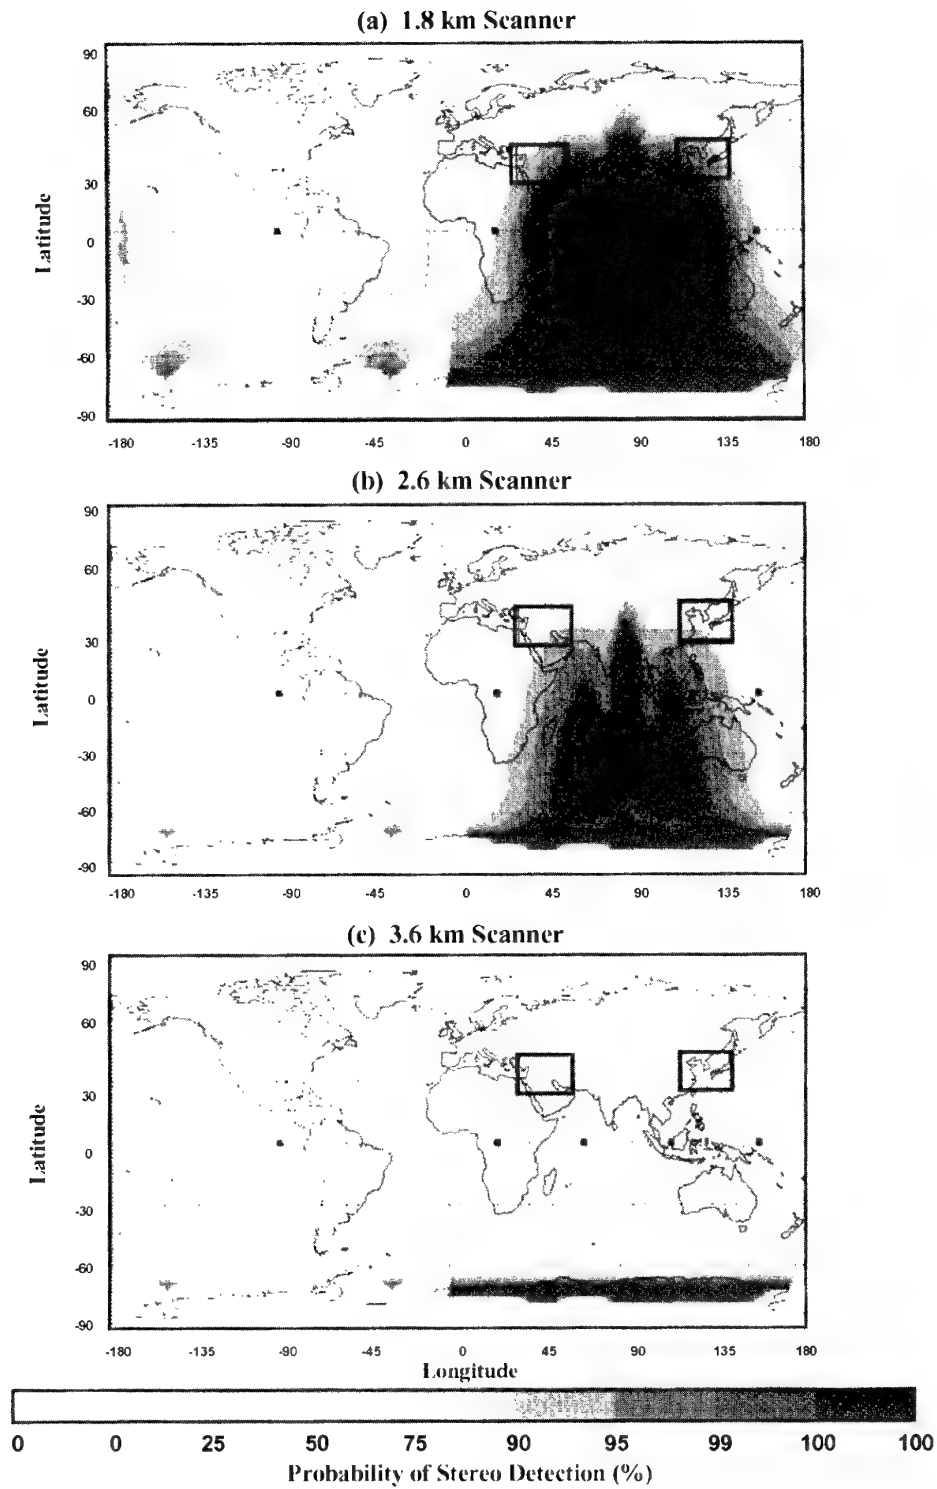 (a) 1.8 km Scanner
90
60
30
0
-30
-60
-90
Latitude
-180 -135 -90 -45 0 45 90 135 180
(b) 2.6 km Scanner
90
60
30
0
-30
-60
-90
Latitude
-180 -135 -90 -45 0 45 90 135 180
(c) 3.6 km Scanner
90
60
30
0
-30
-60
-90
Latitude
-180 -135 -90 -45 0 45 90 135 180
Longitude
0 0 25 50 75 90 95 99 100 100
Probability of Stereo Detection (%)